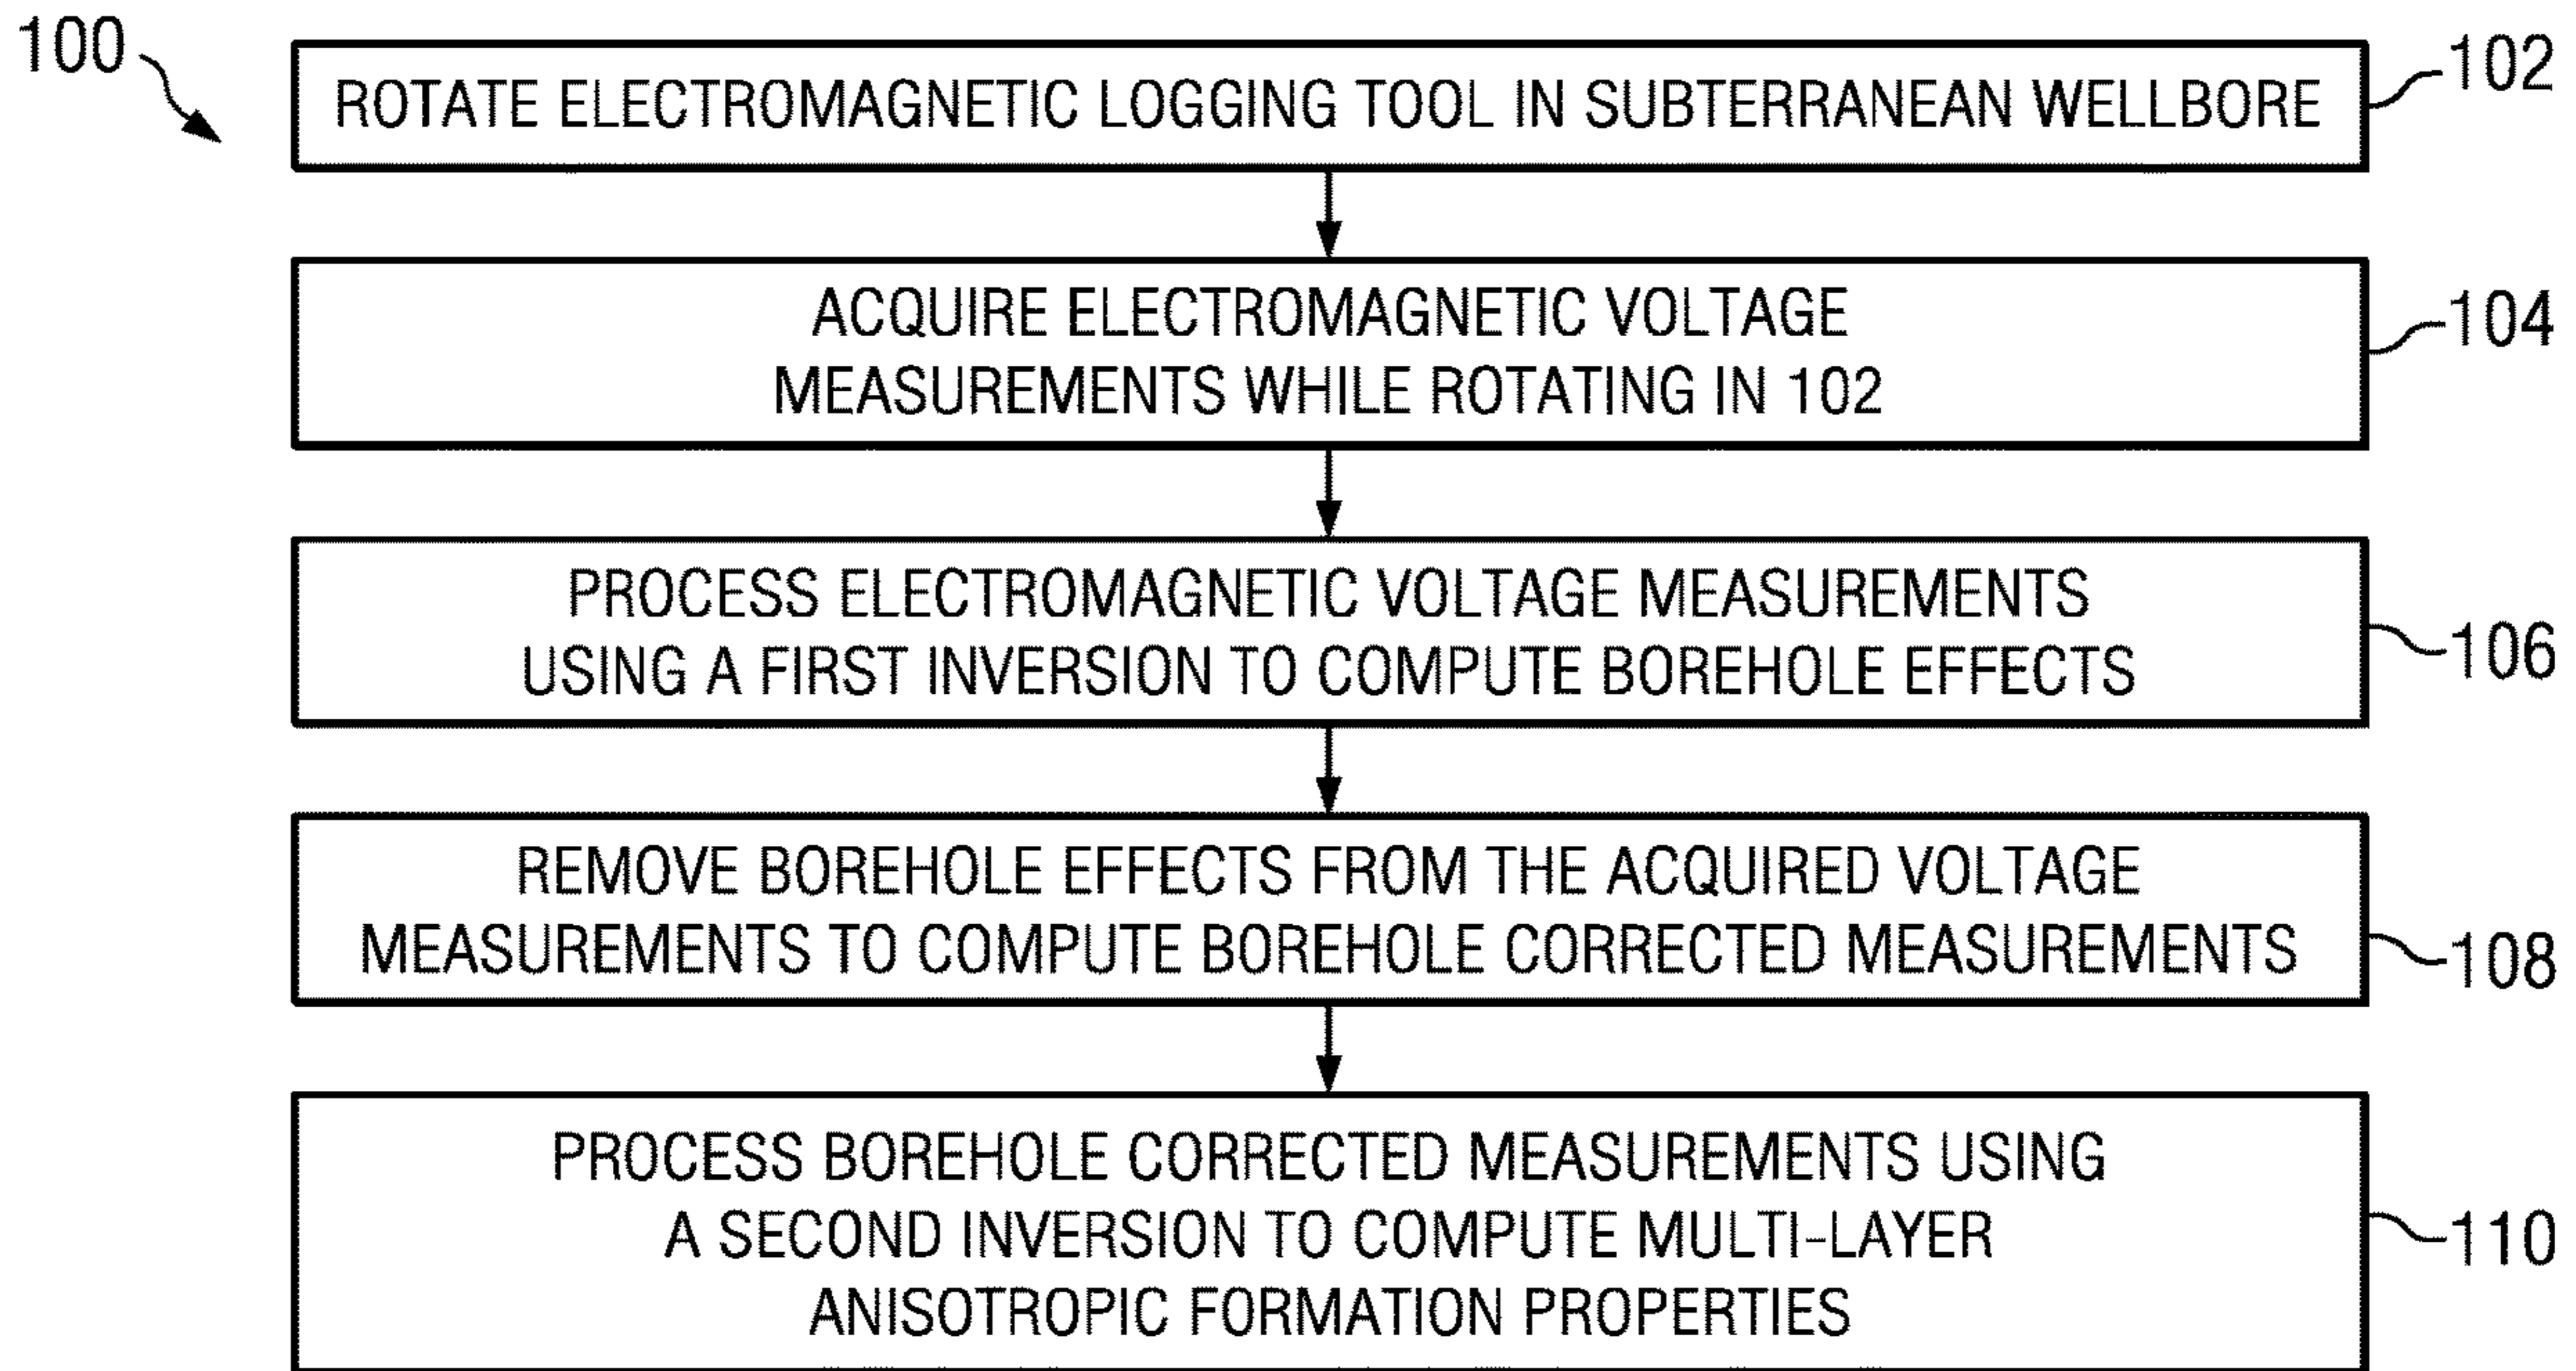 100
ROTATE ELECTROMAGNETIC LOGGING TOOL IN SUBTERRANEAN WELLBORE
102
ACQUIRE ELECTROMAGNETIC VOLTAGE
MEASUREMENTS WHILE ROTATING IN 102
104
PROCESS ELECTROMAGNETIC VOLTAGE MEASUREMENTS
USING A FIRST INVERSION TO COMPUTE BOREHOLE EFFECTS
106
REMOVE BOREHOLE EFFECTS FROM THE ACQUIRED VOLTAGE
MEASUREMENTS TO COMPUTE BOREHOLE CORRECTED MEASUREMENTS
108
PROCESS BOREHOLE CORRECTED MEASUREMENTS USING
A SECOND INVERSION TO COMPUTE MULTI-LAYER
ANISOTROPIC FORMATION PROPERTIES
110